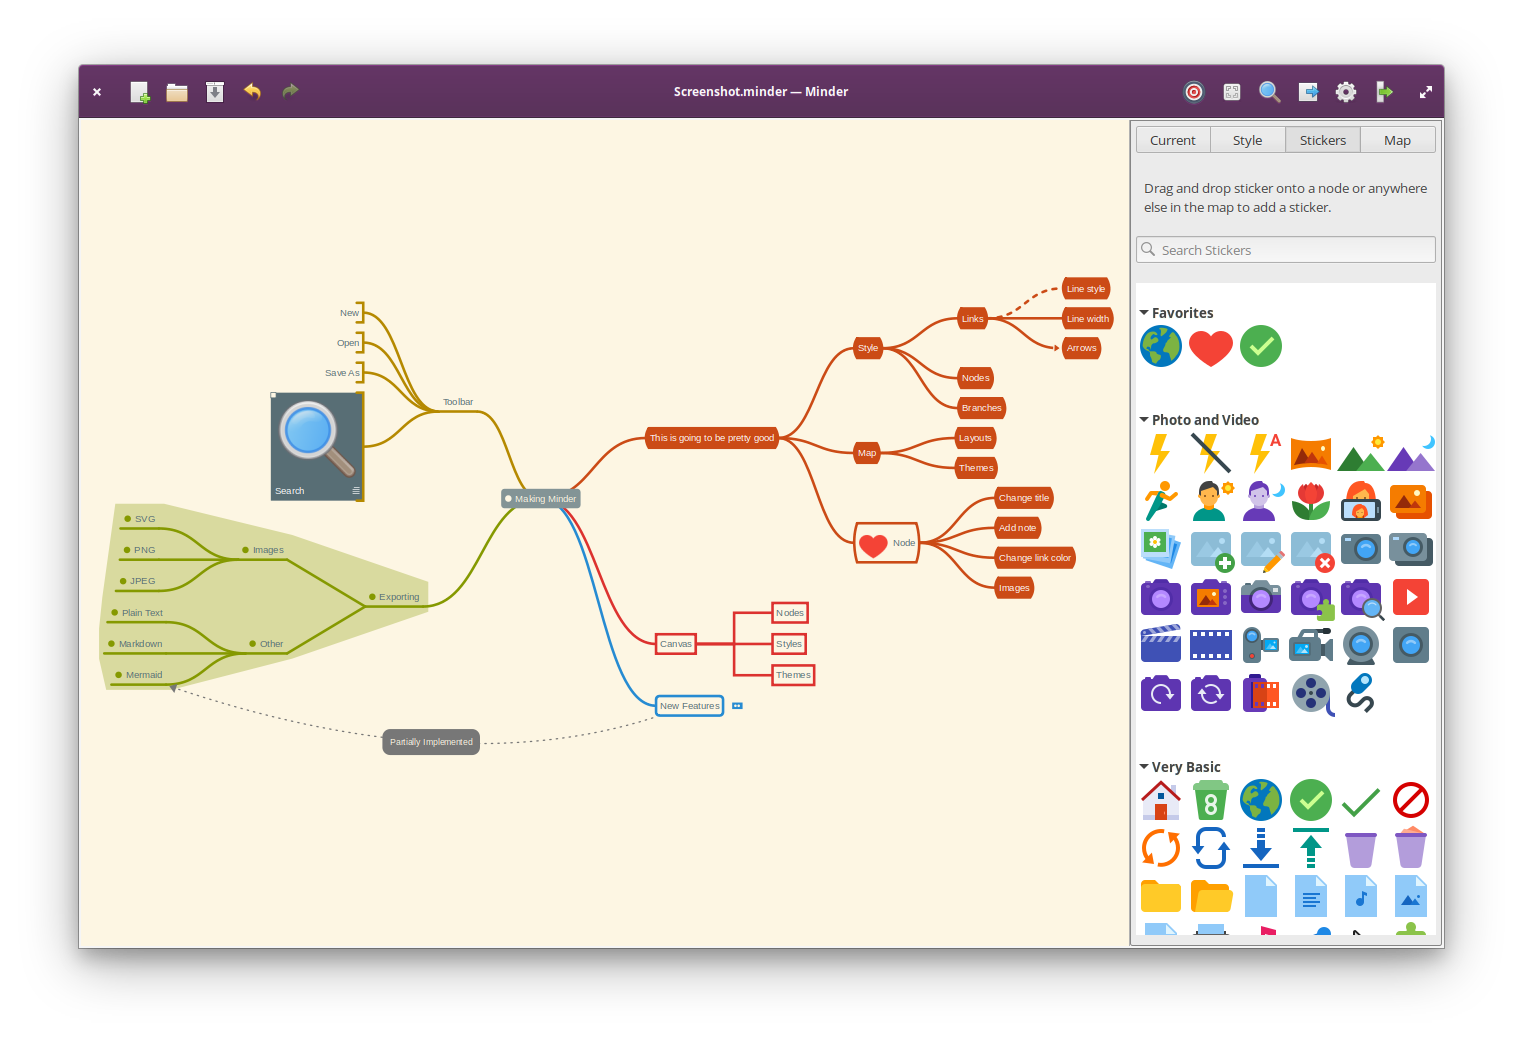 Screenshot.minder — Minder
Current
Style
Stickers
Map
Drag and drop sticker onto a node or anywhere
else in the map to add a sticker.
Search Stickers
Favorites
Photo and Video
A
Very Basic
New
Open
Save As
Search
Toolbar
Making Minder
SVG
PNG
JPEG
Images
Plain Text
Markdown
Mermaid
Other
Exporting
This is going to be pretty good
Style
Links
Line style
Line width
Arrows
Nodes
Branches
Map
Layouts
Themes
Node
Change title
Add note
Change link color
Images
Canvas
Nodes
Styles
Themes
New Features
Partially Implemented